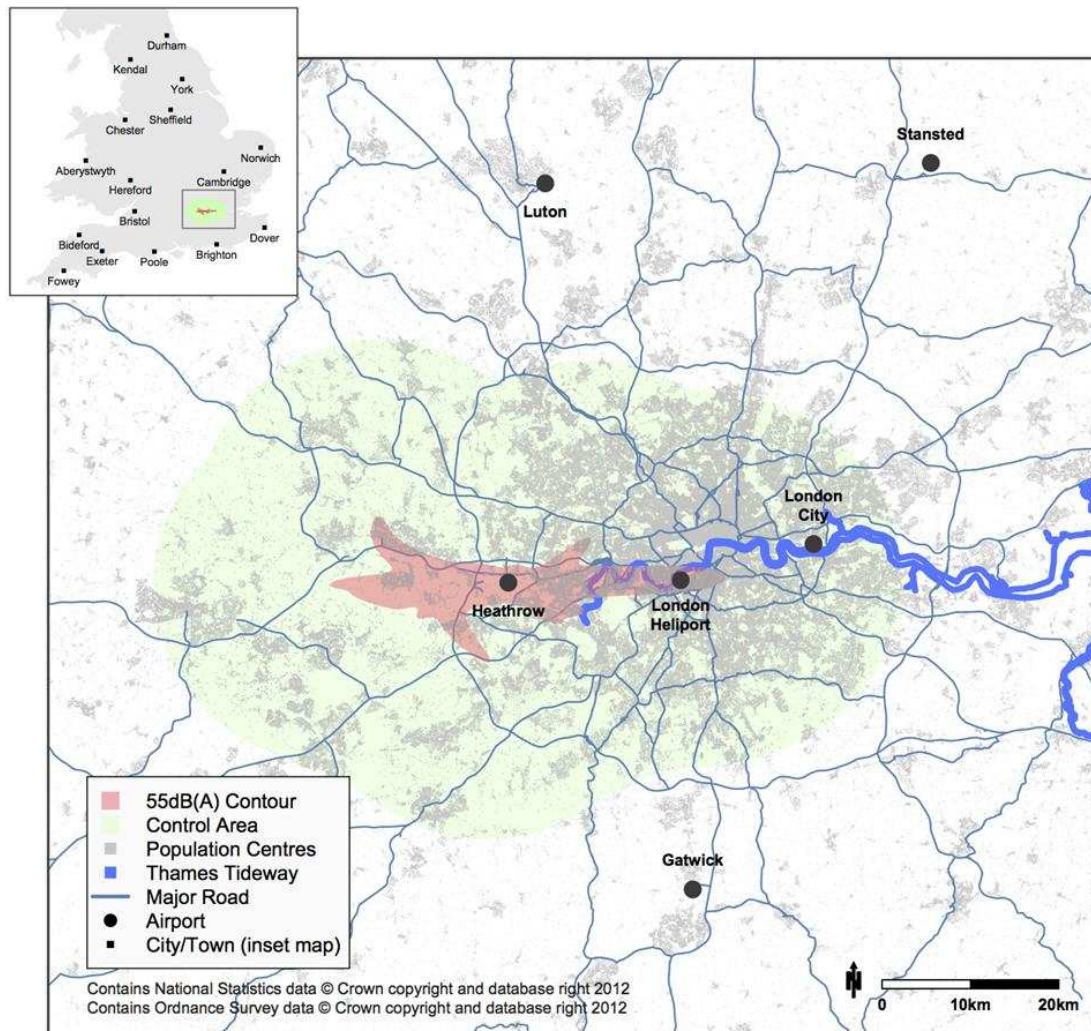 Durham
Kendal
York
Sheffield
Chester
Norwich
Aberystwyth
Cambridge
Hereford
Bristol
Bideford
Dover
Exeter
Poole
Brighton
Fowey
Stansted
Luton
London
City
Heathrow
London
Heliport
Gatwick
55dB(A) Contour
Control Area
Population Centres
Thames Tideway
Major Road
Airport
City/Town (inset map)
Contains National Statistics data © Crown copyright and database right 2012
Contains Ordnance Survey data © Crown copyright and database right 2012
N
0 10km 20km